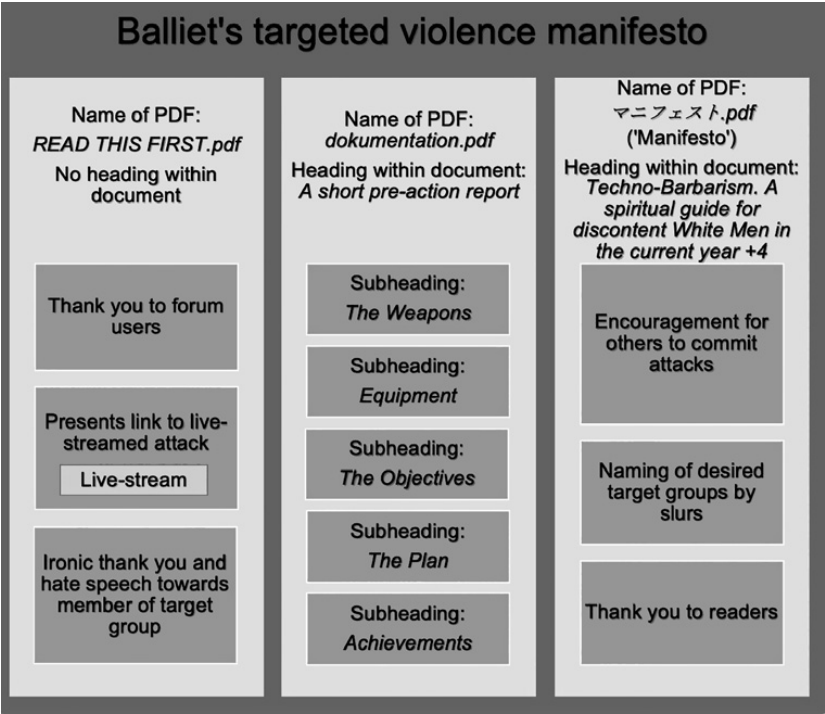 Balliet's targeted violence manifesto
Name of PDF:
READ THIS FIRST.pdf
No heading within
document
Thank you to forum
users
Presents link to live-
streamed attack
Live-stream
Ironic thank you and
hate speech towards
member of target
group
Name of PDF:
dokumentation.pdf
Heading within document:
A short pre-action report
Subheading:
The Weapons
Subheading:
Equipment
Subheading:
The Objectives
Subheading:
The Plan
Subheading:
Achievements
Name of PDF:
マニフェスト.pdf
('Manifesto')
Heading within document:
Techno-Barbarism. A
spiritual guide for
discontent White Men in
the current year +4
Encouragement for
others to commit
attacks
Naming of desired
target groups by
slurs
Thank you to readers